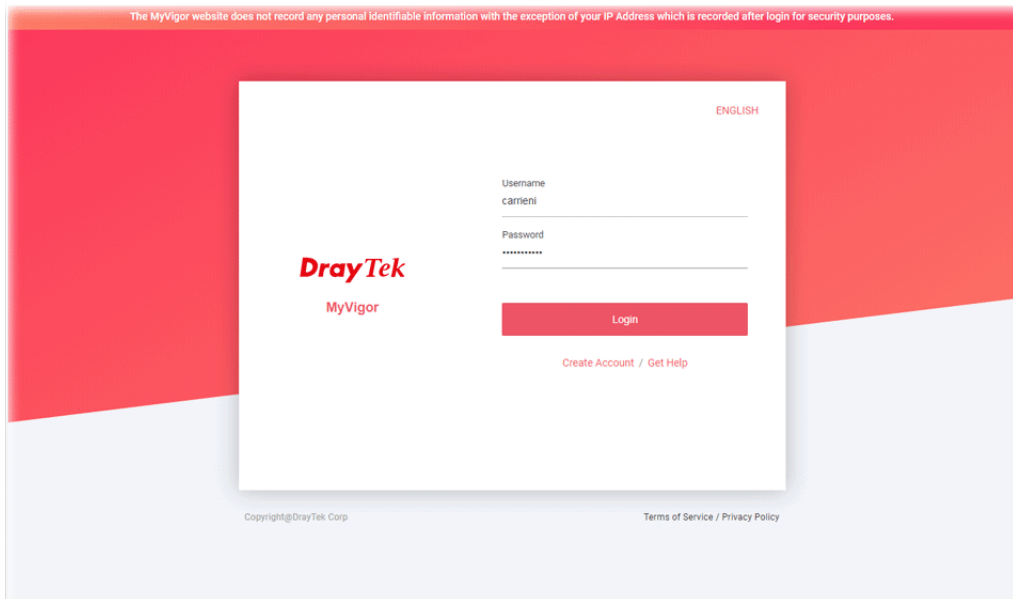 The MyVigor website does not record any personal identifiable information with the exception of your IP Address which is recorded after login for security purposes.
ENGLISH
Username
carrieni
Password
•••••••••••
DrayTek
MyVigor
Login
Create Account / Get Help
Copyright@DrayTek Corp
Terms of Service / Privacy Policy